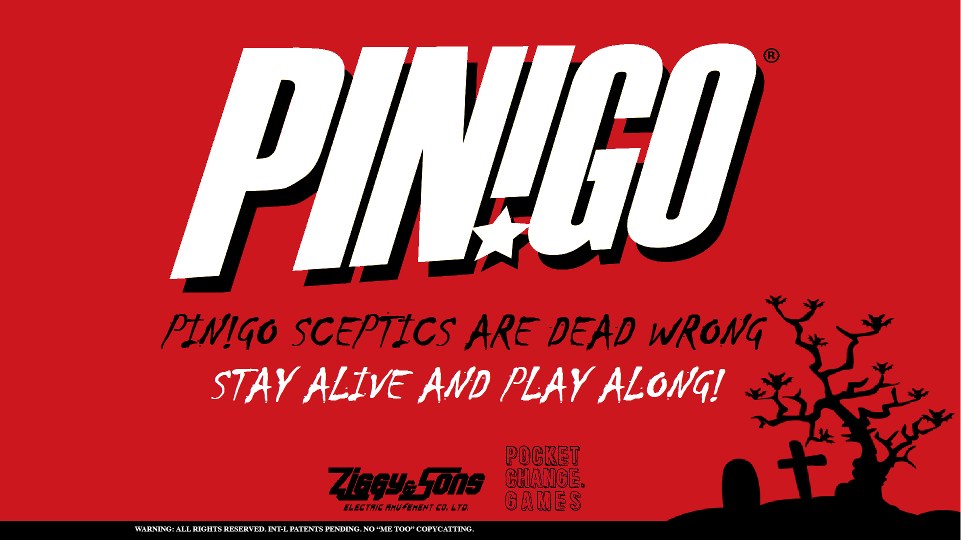 PIN!GO®
PIN!GO SCEPTICS ARE DEAD WRONG
STAY ALIVE AND PLAY ALONG!
ZIGGY & SONS
ELECTRIC AMUSEMENT CO. LTD.
POCKET
CHANGE.
GAMES
WARNING: ALL RIGHTS RESERVED. INT-L PATENTS PENDING. NO “ME TOO” COPYCATTING.